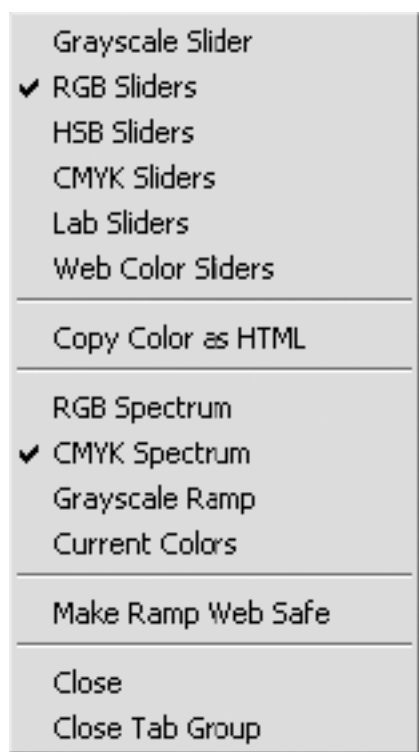 Grayscale Slider
✔ RGB Sliders
HSB Sliders
CMYK Sliders
Lab Sliders
Web Color Sliders
Copy Color as HTML
RGB Spectrum
✔ CMYK Spectrum
Grayscale Ramp
Current Colors
Make Ramp Web Safe
Close
Close Tab Group